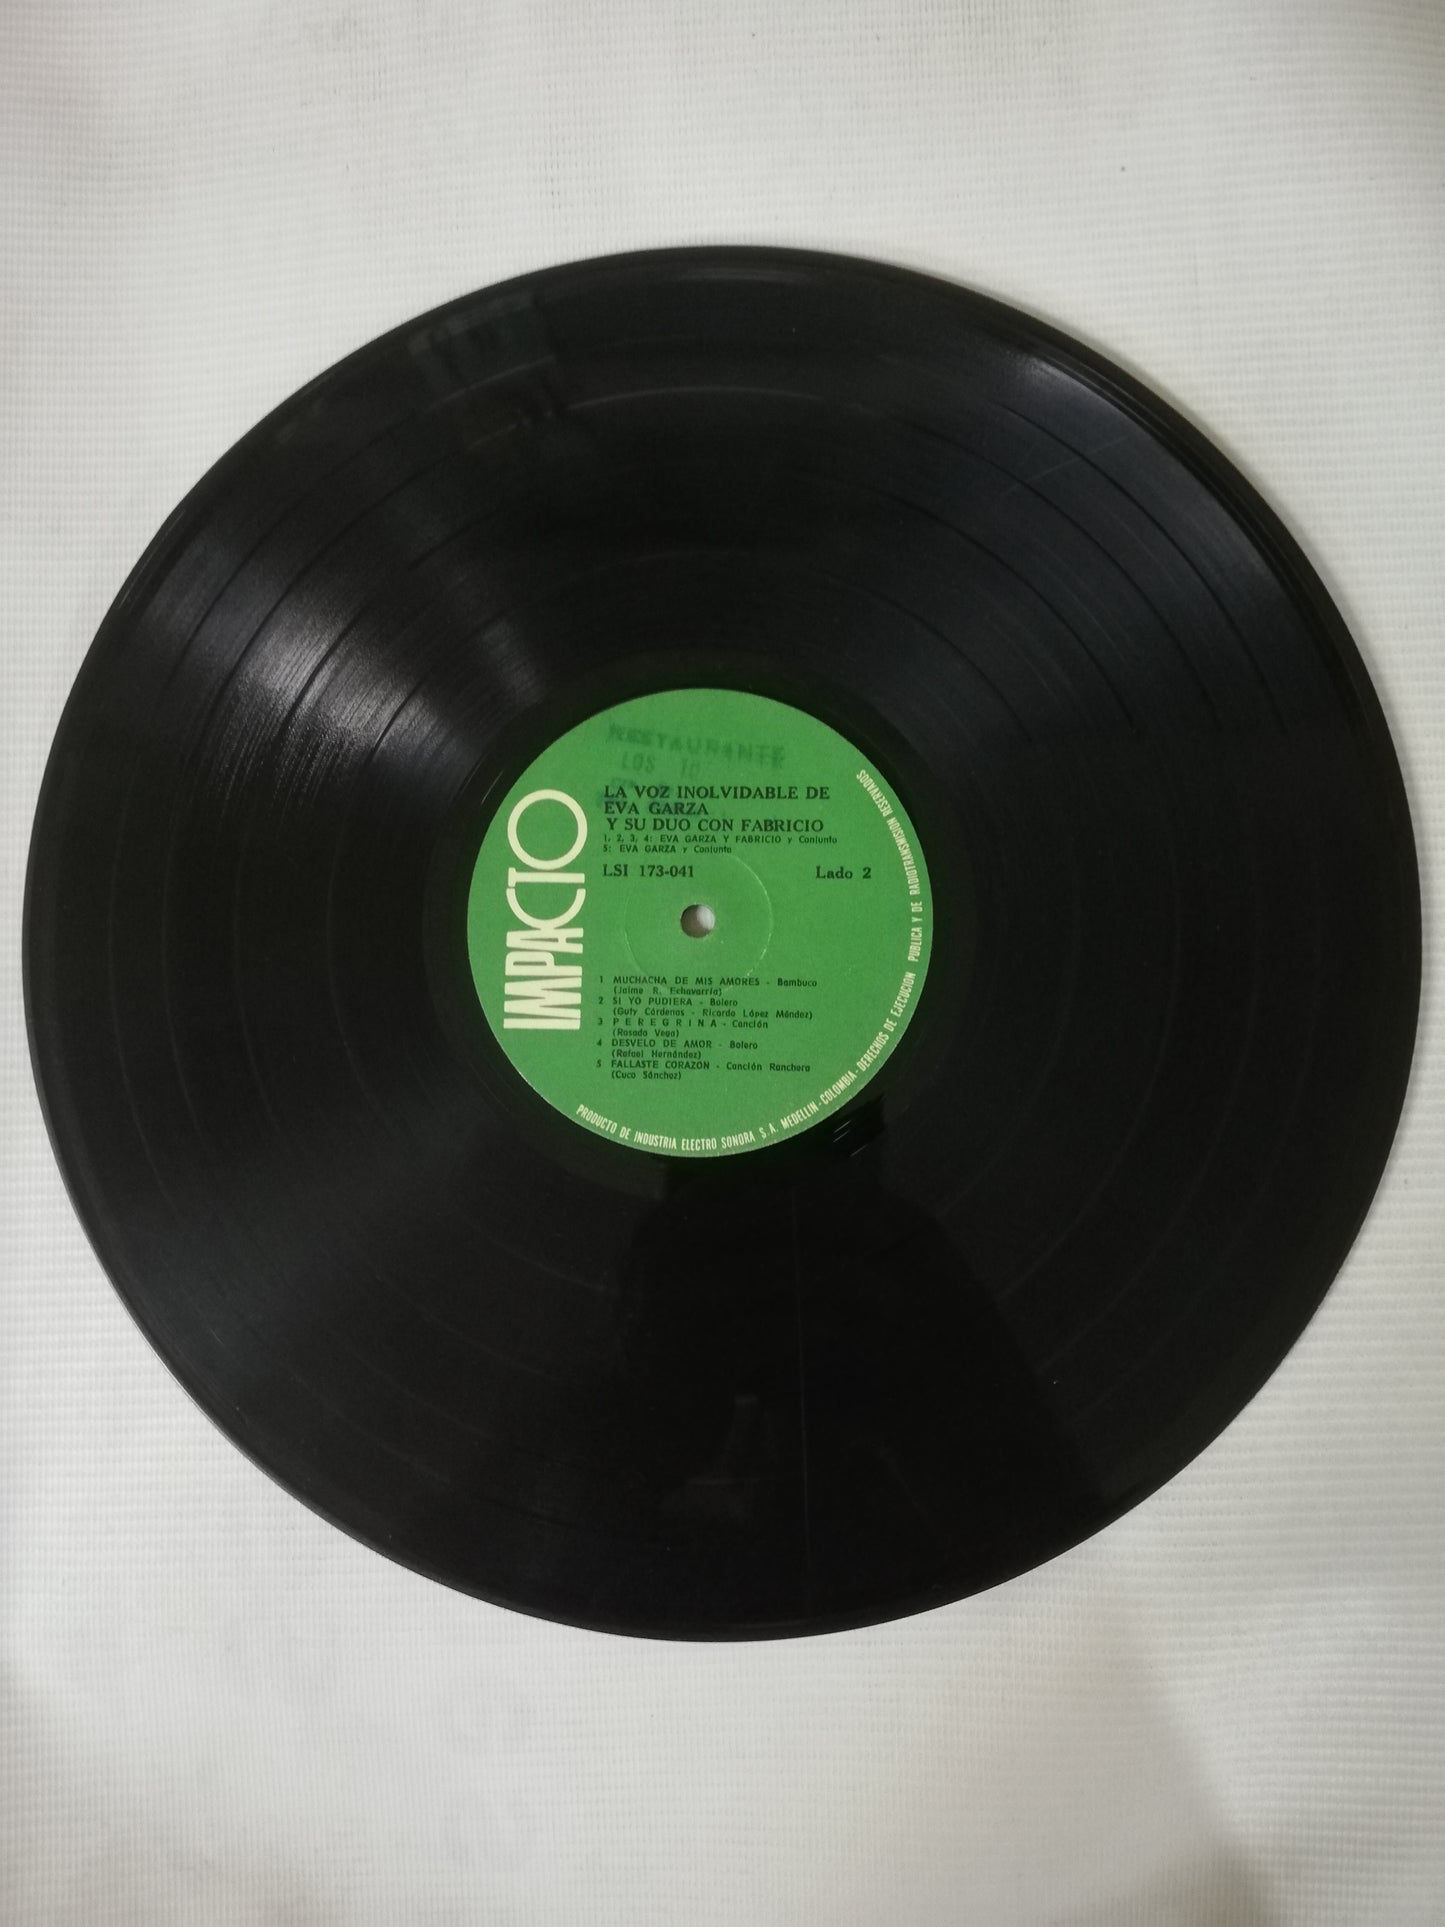 RESTAURANTE
LOS 10
LA VOZ INOLVIDABLE DE
EVA GARZA
Y SU DUO CON FABRICIO
1, 2, 3, 4: EVA GARZA Y FABRICIO y Conjunto
5: EVA GARZA y Conjunto
LSI 173-041 Lado 2
IMPACTO
1 MUCHACHA DE MIS AMORES - Bambuco
(Jaime R. Echavarría)
2 SI YO PUDIERA - Bolero
(Guty Cárdenas - Ricardo López Méndez)
3 PEREGRINA - Canción
(Rosado Vega)
4 DESVELO DE AMOR - Bolero
(Rafael Hernández)
5 FALLASTE CORAZON - Canción Ranchera
(Cuco Sánchez)
PRODUCTO DE INDUSTRIA ELECTRO SONORA S. A. MEDELLIN - COLOMBIA - DERECHOS DE EJECUCION PUBLICA Y DE RADIOTRANSMISION RESERVADOS